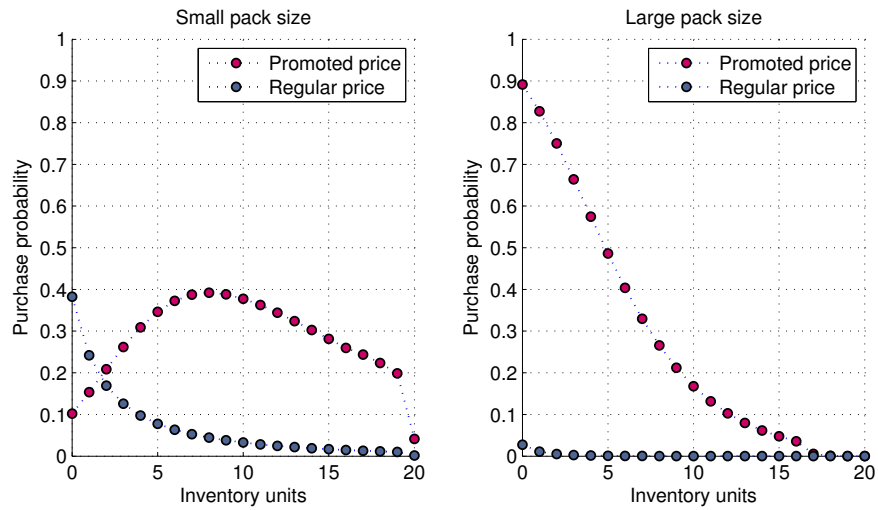 Small pack size
1
0.9
0.8
0.7
0.6
0.5
0.4
0.3
0.2
0.1
0
Purchase probability
Promoted price
Regular price
0 5 10 15 20
Inventory units
Large pack size
1
0.9
0.8
0.7
0.6
0.5
0.4
0.3
0.2
0.1
0
Purchase probability
Promoted price
Regular price
0 5 10 15 20
Inventory units